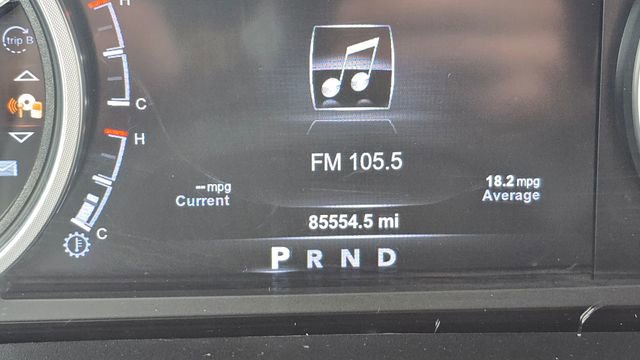 H
trip B
C
H
FM 105.5
--mpg
Current
18.2 mpg
Average
85554.5 mi
C
P R N D